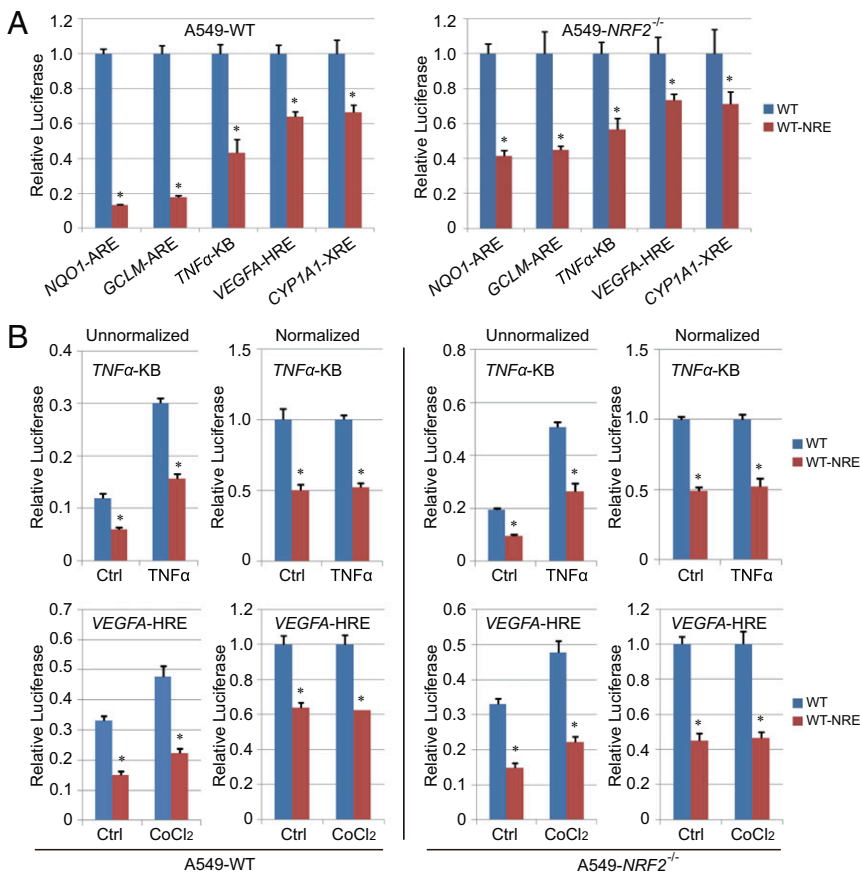 A
A549-WT
Relative Luciferase
1.2
1.0
0.8
0.6
0.4
0.2
0
*
*
*
*
*
NQO1-ARE
GCLM-ARE
TNFα-KB
VEGFA-HRE
CYP1A1-XRE
A549-NRF2-/-
Relative Luciferase
1.2
1.0
0.8
0.6
0.4
0.2
0
*
*
*
*
*
NQO1-ARE
GCLM-ARE
TNFα-KB
VEGFA-HRE
CYP1A1-XRE
WT
WT-NRE
B
Unnormalized
TNFα-KB
Relative Luciferase
0.4
0.3
0.2
0.1
0
*
*
Ctrl
TNFα
Normalized
TNFα-KB
Relative Luciferase
1.5
1.0
0.5
0
*
*
Ctrl
TNFα
Unnormalized
TNFα-KB
Relative Luciferase
0.8
0.6
0.4
0.2
0
*
*
Ctrl
TNFα
Normalized
TNFα-KB
Relative Luciferase
1.5
1.0
0.5
0
*
*
Ctrl
TNFα
WT
WT-NRE
VEGFA-HRE
Relative Luciferase
0.7
0.6
0.5
0.4
0.3
0.2
0.1
0
*
*
Ctrl
CoCl2
VEGFA-HRE
Relative Luciferase
1.2
1.0
0.8
0.6
0.4
0.2
0
*
*
Ctrl
CoCl2
VEGFA-HRE
Relative Luciferase
0.6
0.5
0.4
0.3
0.2
0.1
0
*
*
Ctrl
CoCl2
VEGFA-HRE
Relative Luciferase
1.2
1.0
0.8
0.6
0.4
0.2
0
*
*
Ctrl
CoCl2
WT
WT-NRE
A549-WT
A549-NRF2-/-